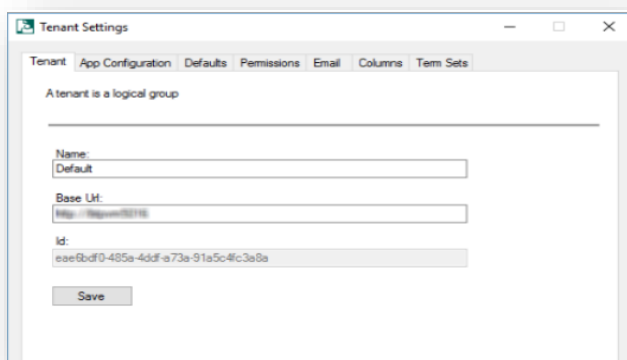 Tenant Settings
Tenant App Configuration Defaults Permissions Email Columns Term Sets
A tenant is a logical group
Name:
Default
Base Url:
Id:
eae6bdf0-485a-4ddf-a73a-91a5c4fc3a8a
Save